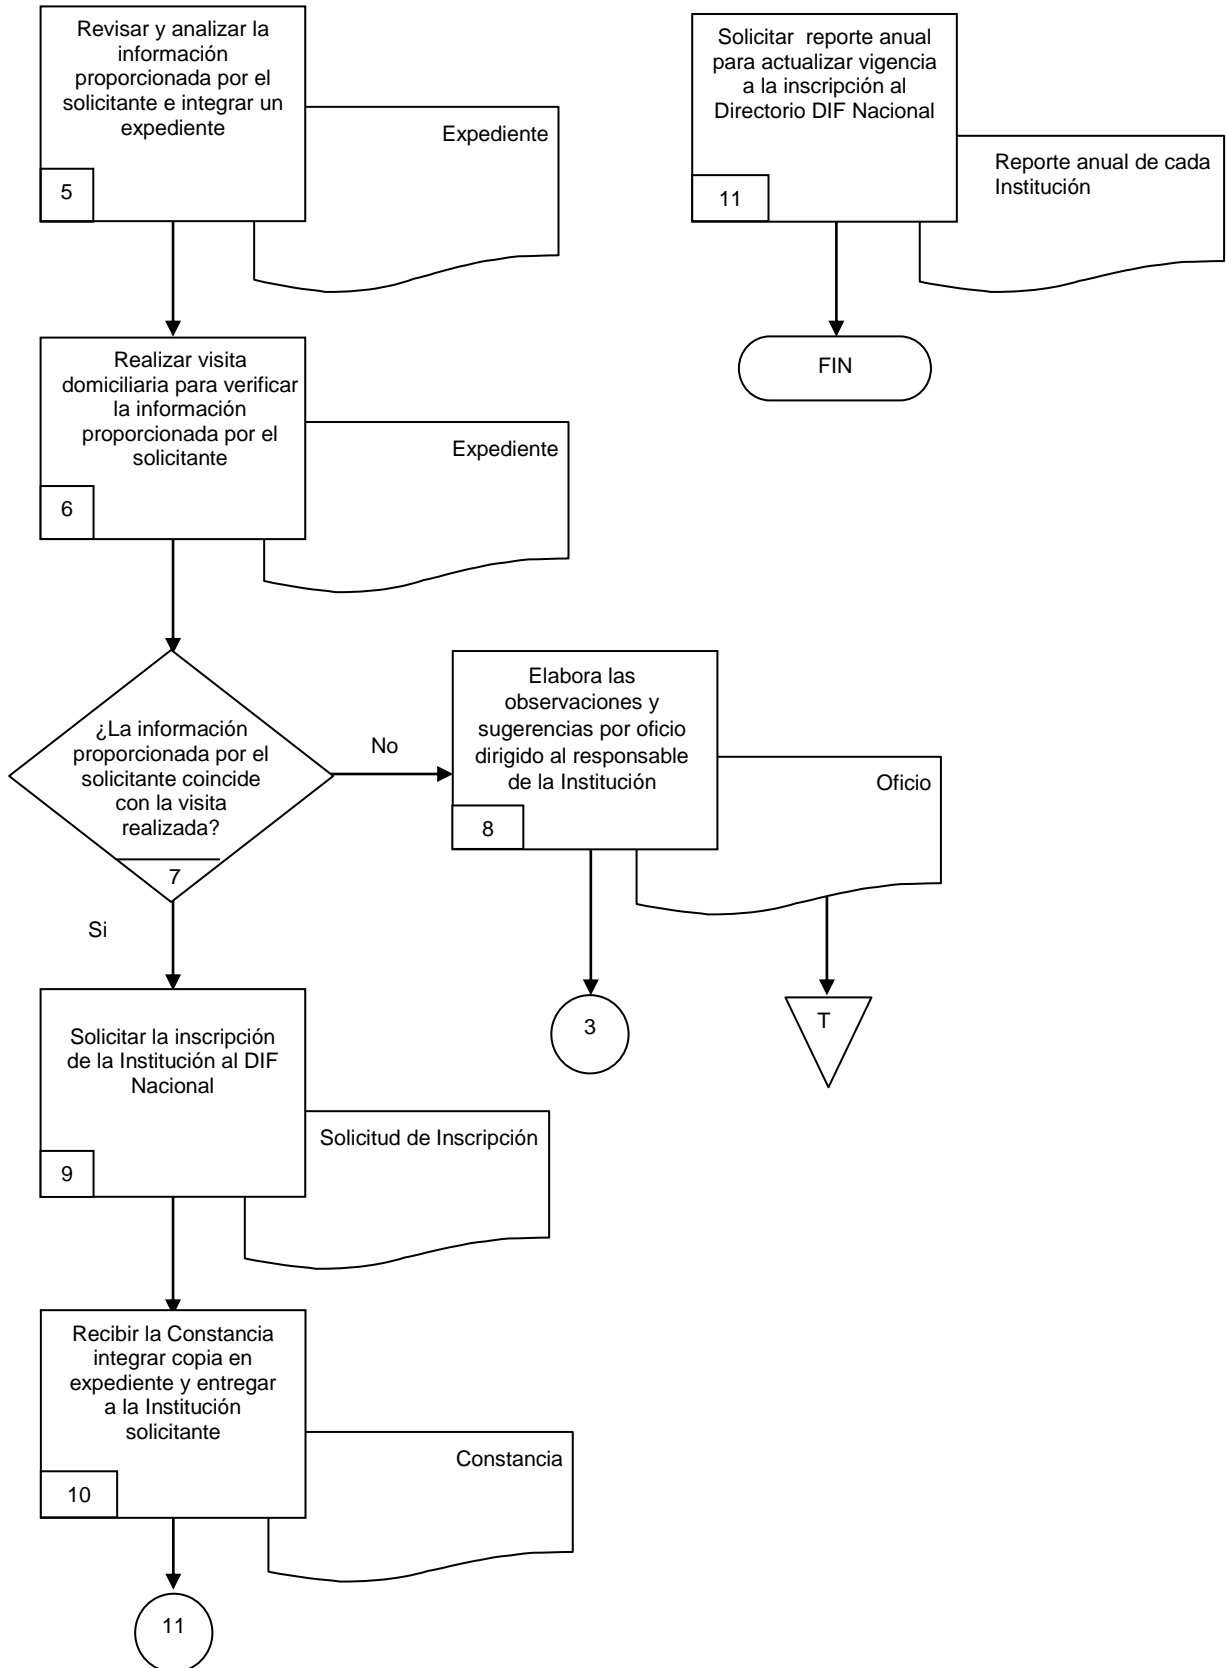 Revisar y analizar la
información
proporcionada por el
solicitante e integrar un
expediente
5
Expediente
Realizar visita
domiciliaria para verificar
la información
proporcionada por el
solicitante
6
Expediente
¿La información
proporcionada por el
solicitante coincide
con la visita
realizada?
7
No
Si
Elabora las
observaciones y
sugerencias por oficio
dirigido al responsable
de la Institución
8
Oficio
3
T
Solicitar la inscripción
de la Institución al DIF
Nacional
9
Solicitud de Inscripción
Recibir la Constancia
integrar copia en
expediente y entregar
a la Institución
solicitante
10
Constancia
11
Solicitar  reporte anual
para actualizar vigencia
a la inscripción al
Directorio DIF Nacional
11
Reporte anual de cada
Institución
FIN